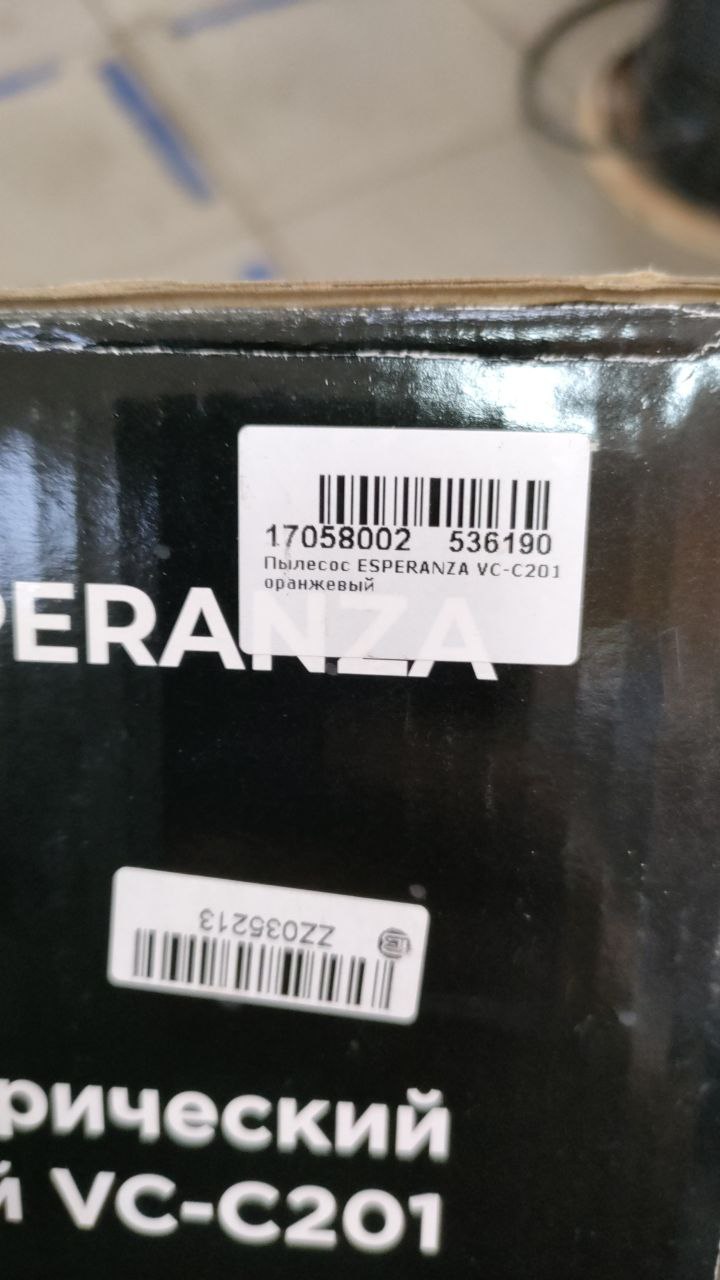 17058002 536190
Пылесос ESPERANZA VC-C201
оранжевый
PERANZA
ZZ035213
рический
й VC-C201